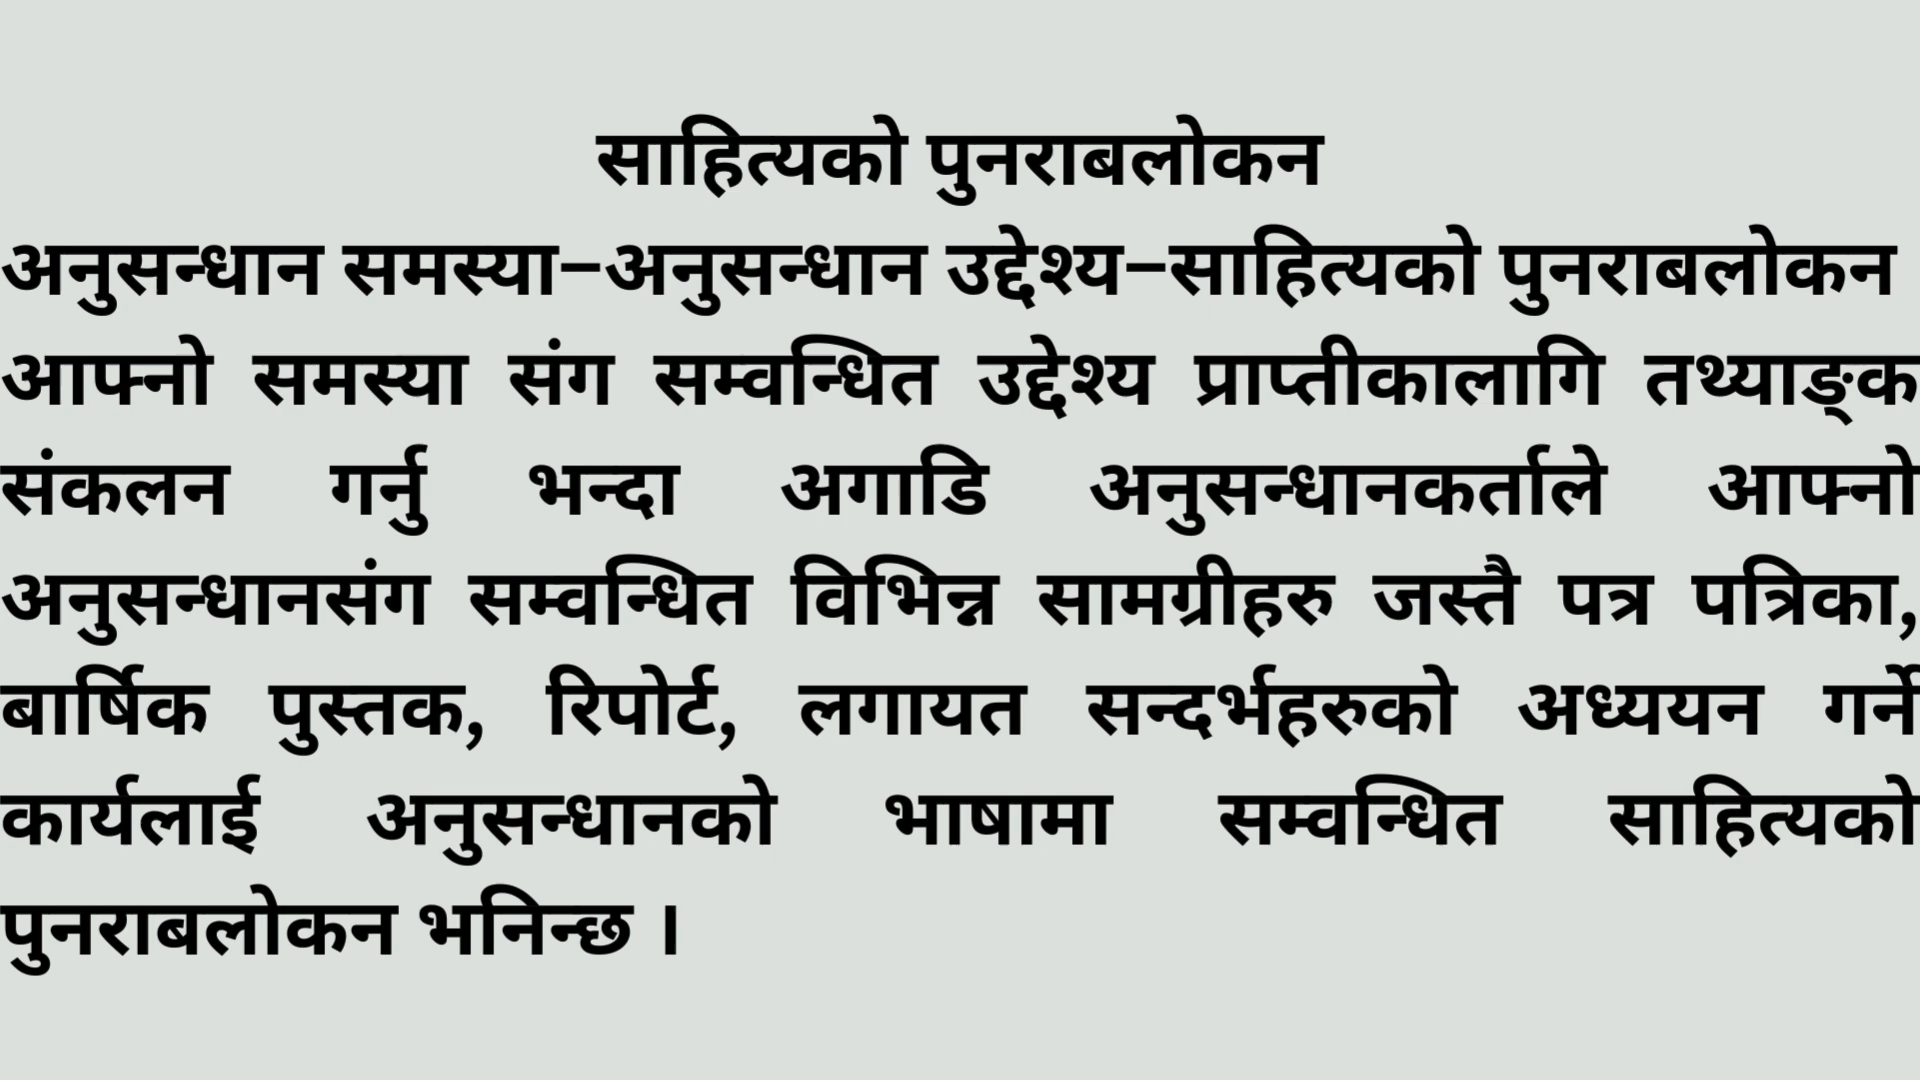 साहित्यको पुनराबलोकन
अनुसन्धान समस्या–अनुसन्धान उद्देश्य–साहित्यको पुनराबलोकन
आफ्नो समस्या संग सम्वन्धित उद्देश्य प्राप्तीकालागि तथ्याङ्क
संकलन गर्नु भन्दा अगाडि अनुसन्धानकर्ताले आफ्नो
अनुसन्धानसंग सम्वन्धित विभिन्न सामग्रीहरु जस्तै पत्र पत्रिका,
बार्षिक पुस्तक, रिपोर्ट, लगायत सन्दर्भहरुको अध्ययन गर्ने
कार्यलाई अनुसन्धानको भाषामा सम्वन्धित साहित्यको
पुनराबलोकन भनिन्छ ।